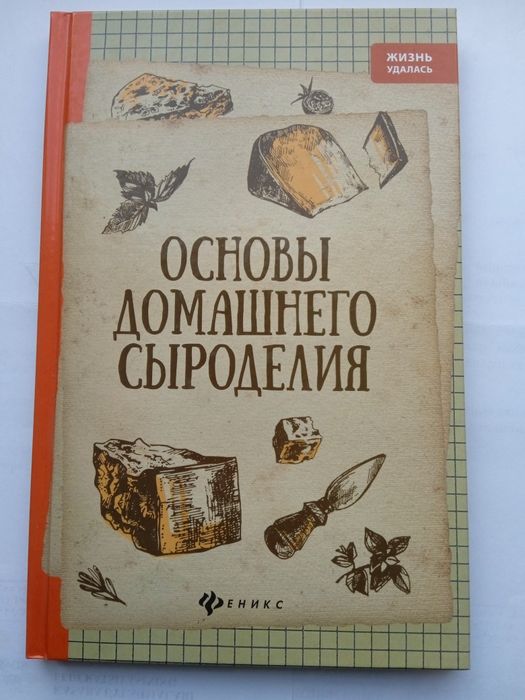 ЖИЗНЬ
УДАЛАСЬ
ОСНОВЫ
ДОМАШНЕГО
СЫРОДЕЛИЯ
ФЕНИКС